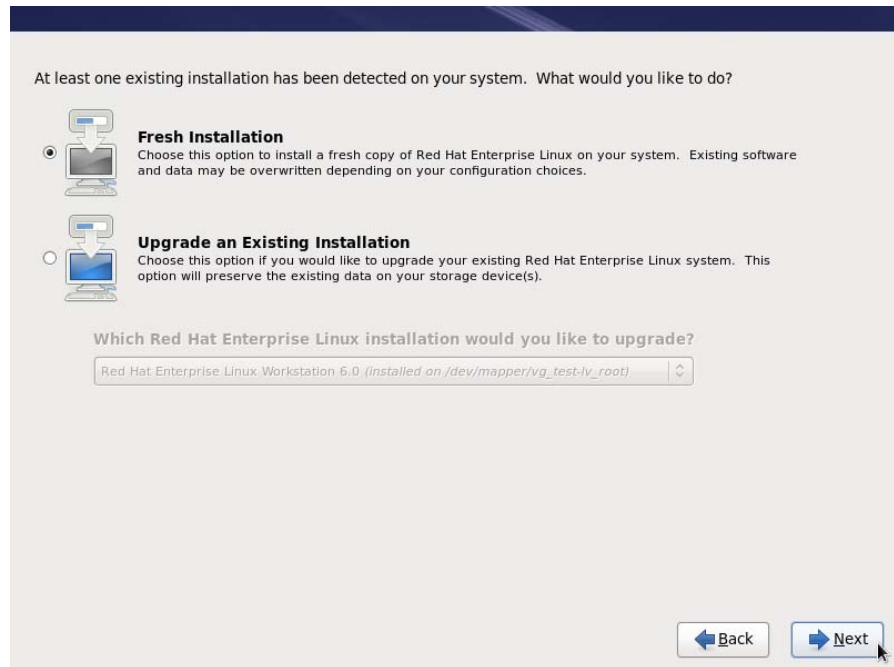 At least one existing installation has been detected on your system.  What would you like to do?
Fresh Installation
Choose this option to install a fresh copy of Red Hat Enterprise Linux on your system.  Existing software
and data may be overwritten depending on your configuration choices.
Upgrade an Existing Installation
Choose this option if you would like to upgrade your existing Red Hat Enterprise Linux system.  This
option will preserve the existing data on your storage device(s).
Which Red Hat Enterprise Linux installation would you like to upgrade?
Red Hat Enterprise Linux Workstation 6.0 (installed on /dev/mapper/vg_test-lv_root)
Back
Next